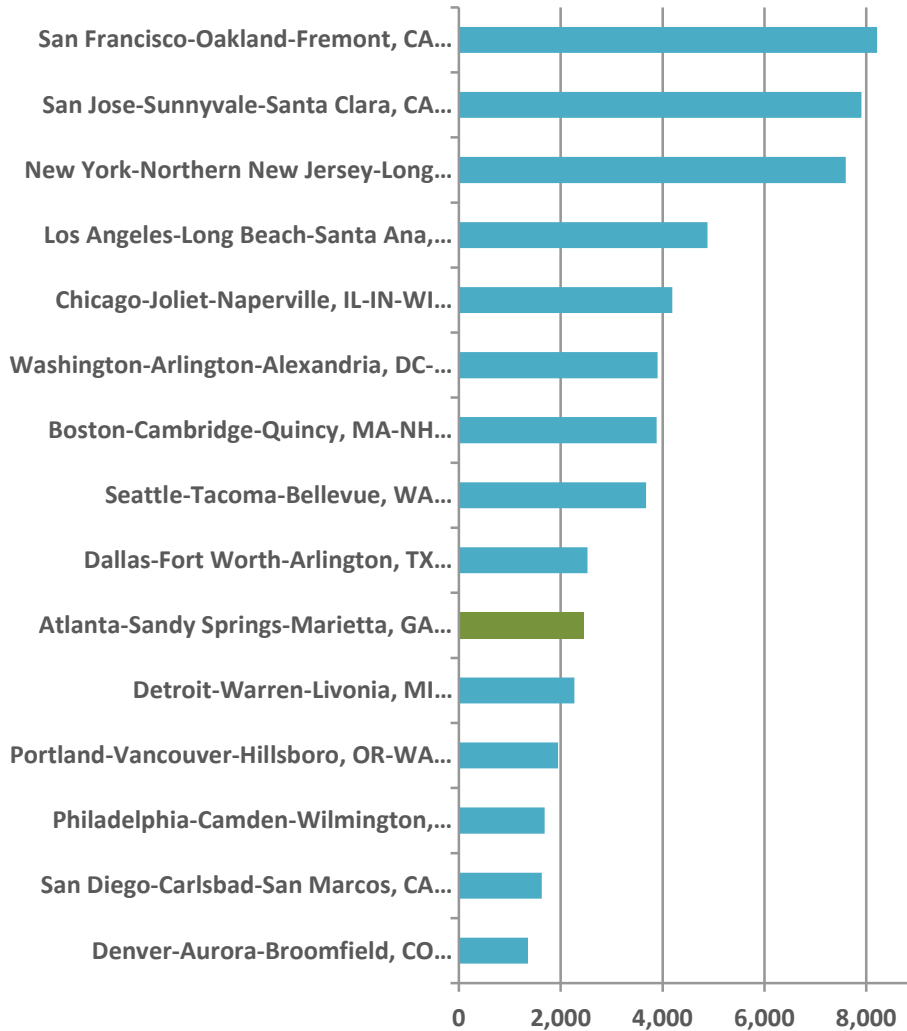 San Francisco-Oakland-Fremont, CA...
San Jose-Sunnyvale-Santa Clara, CA...
New York-Northern New Jersey-Long...
Los Angeles-Long Beach-Santa Ana,...
Chicago-Joliet-Naperville, IL-IN-WI...
Washington-Arlington-Alexandria, DC-...
Boston-Cambridge-Quincy, MA-NH...
Seattle-Tacoma-Bellevue, WA...
Dallas-Fort Worth-Arlington, TX...
Atlanta-Sandy Springs-Marietta, GA...
Detroit-Warren-Livonia, MI...
Portland-Vancouver-Hillsboro, OR-WA...
Philadelphia-Camden-Wilmington,...
San Diego-Carlsbad-San Marcos, CA...
Denver-Aurora-Broomfield, CO...
0 2,000 4,000 6,000 8,000